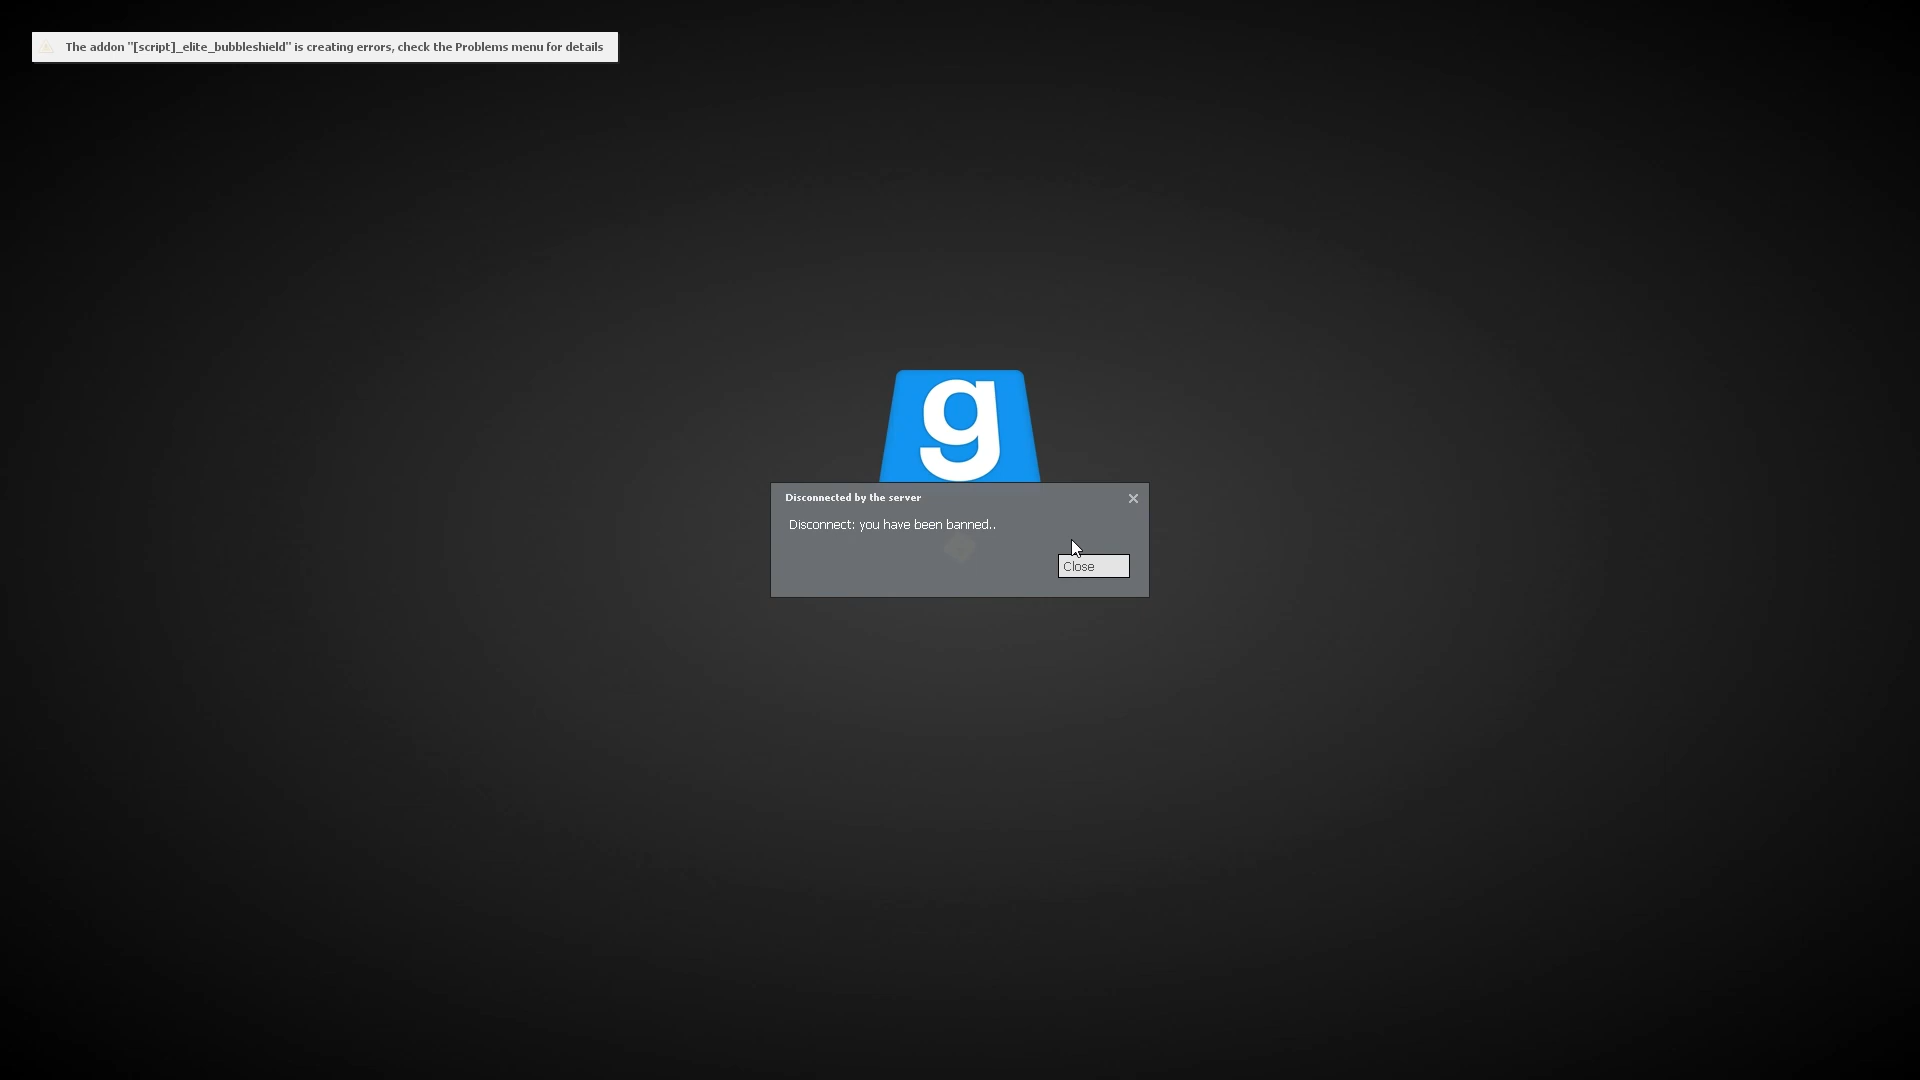 The addon "[script]_elite_bubbleshield" is creating errors, check the Problems menu for details
g
Disconnected by the server
Disconnect: you have been banned..
Close